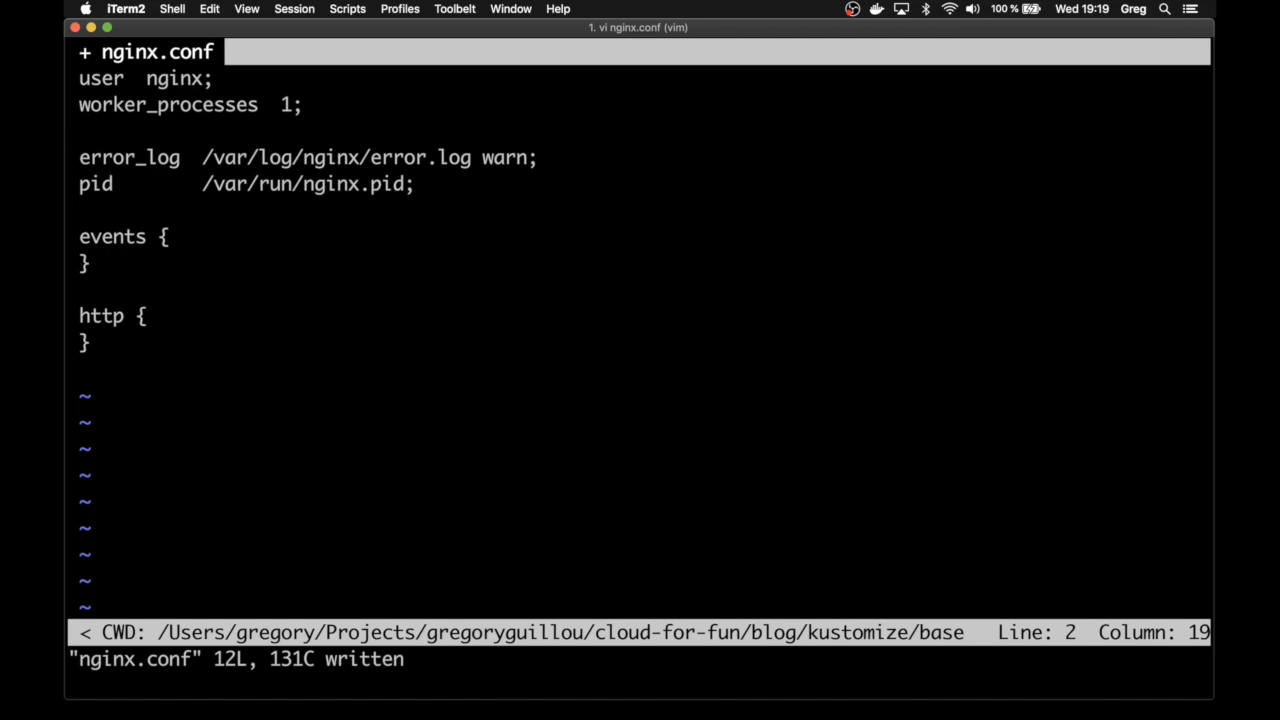 iTerm2 Shell Edit View Session Scripts Profiles Toolbelt Window Help 100 % Wed 19:19 Greg
1. vi nginx.conf (vim)
+ nginx.conf
user  nginx;
worker_processes  1;
error_log  /var/log/nginx/error.log warn;
pid        /var/run/nginx.pid;
events {
}
http {
}
~
~
~
~
~
~
~
~
~
< CWD: /Users/gregory/Projects/gregoryguillou/cloud-for-fun/blog/kustomize/base   Line: 2  Column: 19
"nginx.conf" 12L, 131C written